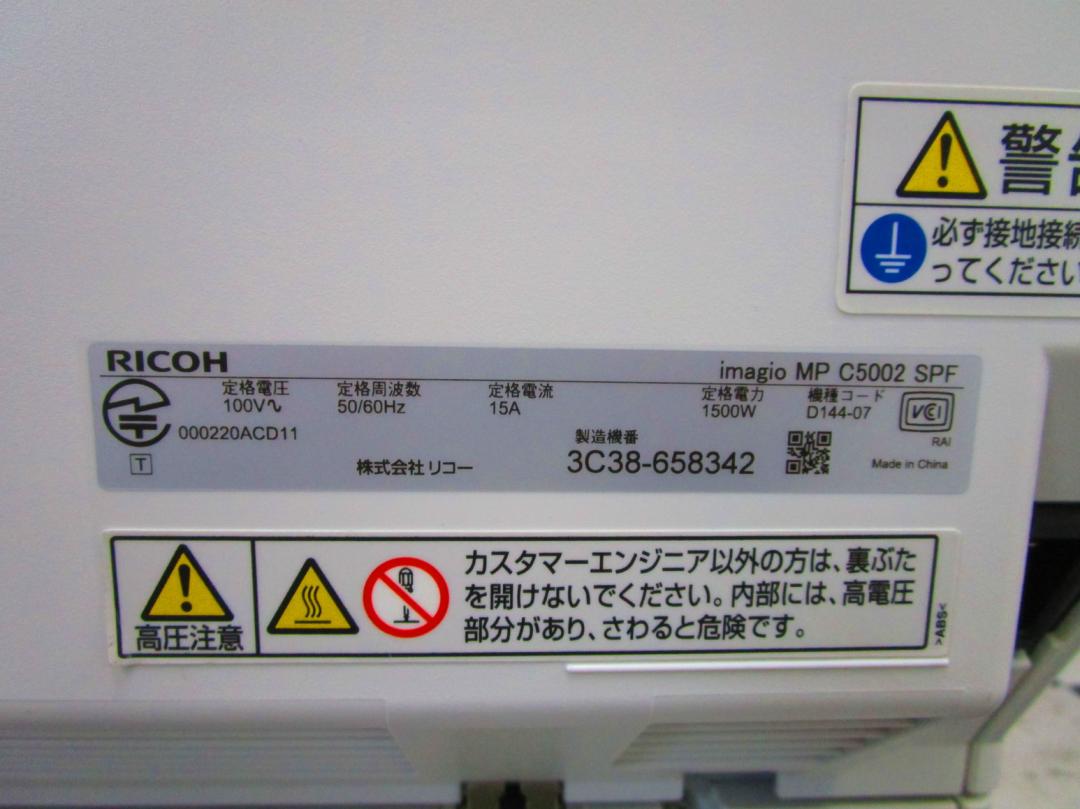 警告
必ず接地接続
ってください
RICOH
imagio MP C5002 SPF
定格電圧 定格周波数 定格電流 定格電力 機種コード
100V∿ 50/60Hz 15A 1500W D144-07
VCI
000220ACD11
製造機番
RAI
T
株式会社リコー
3C38-658342
Made in China
高圧注意
カスタマーエンジニア以外の方は、裏ぶた
を開けないでください。内部には、高電圧
部分があり、さわると危険です。
>ABS<